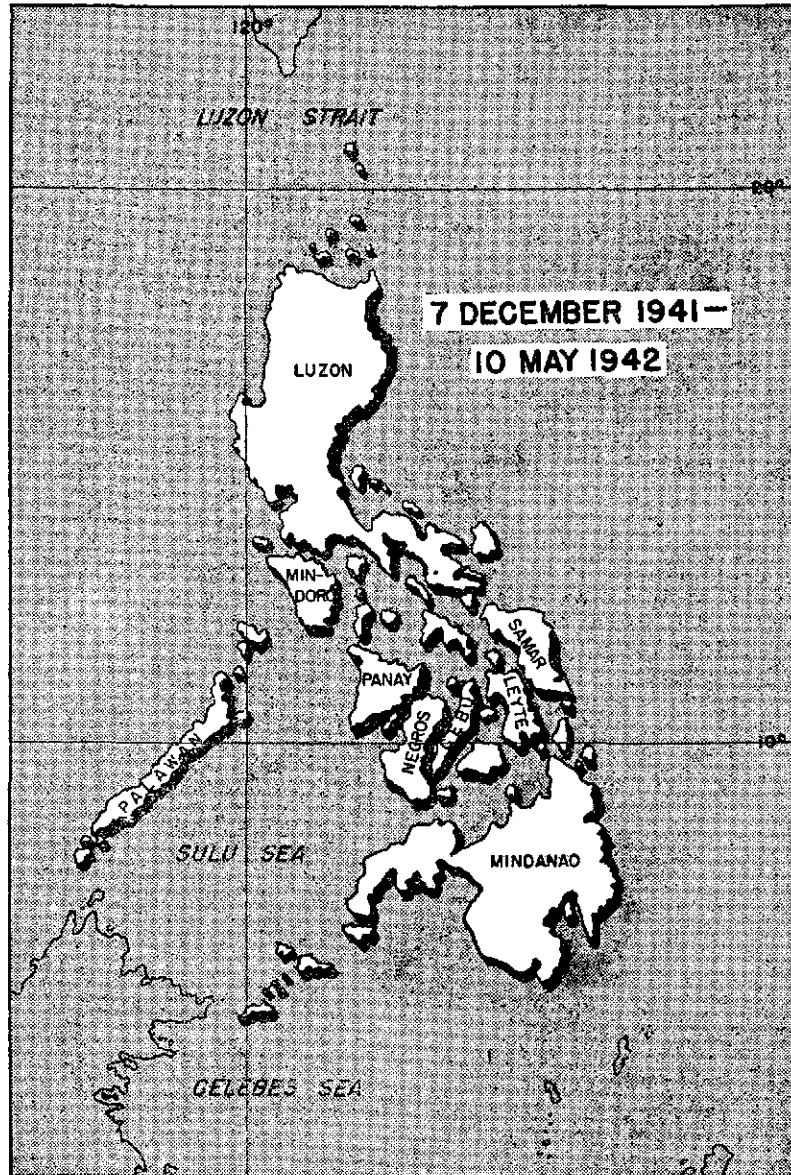 120°
LUZON STRAIT
20°
7 DECEMBER 1941—
10 MAY 1942
LUZON
MIN-
DORO
SAMAR
PANAY
LEYTE
CEBU
NEGROS
10°
PALAWAN
SULU SEA
MINDANAO
CELEBES SEA